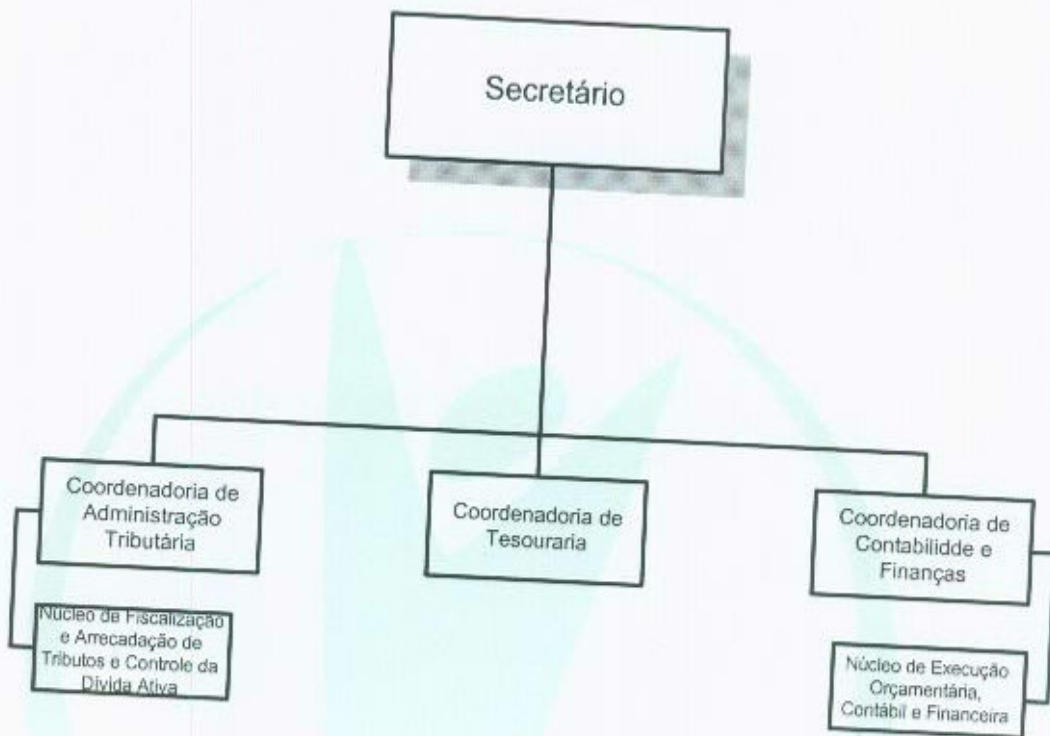 Secretário
Coordenadoria de
Administração
Tributária
Coordenadoria de
Tesouraria
Coordenadoria de
Contabilidde e
Finanças
Núcleo de Fiscalização
e Arrecadação de
Tributos e Controle da
Dívida Ativa
Núcleo de Execução
Orçamentária,
Contábil e Financeira